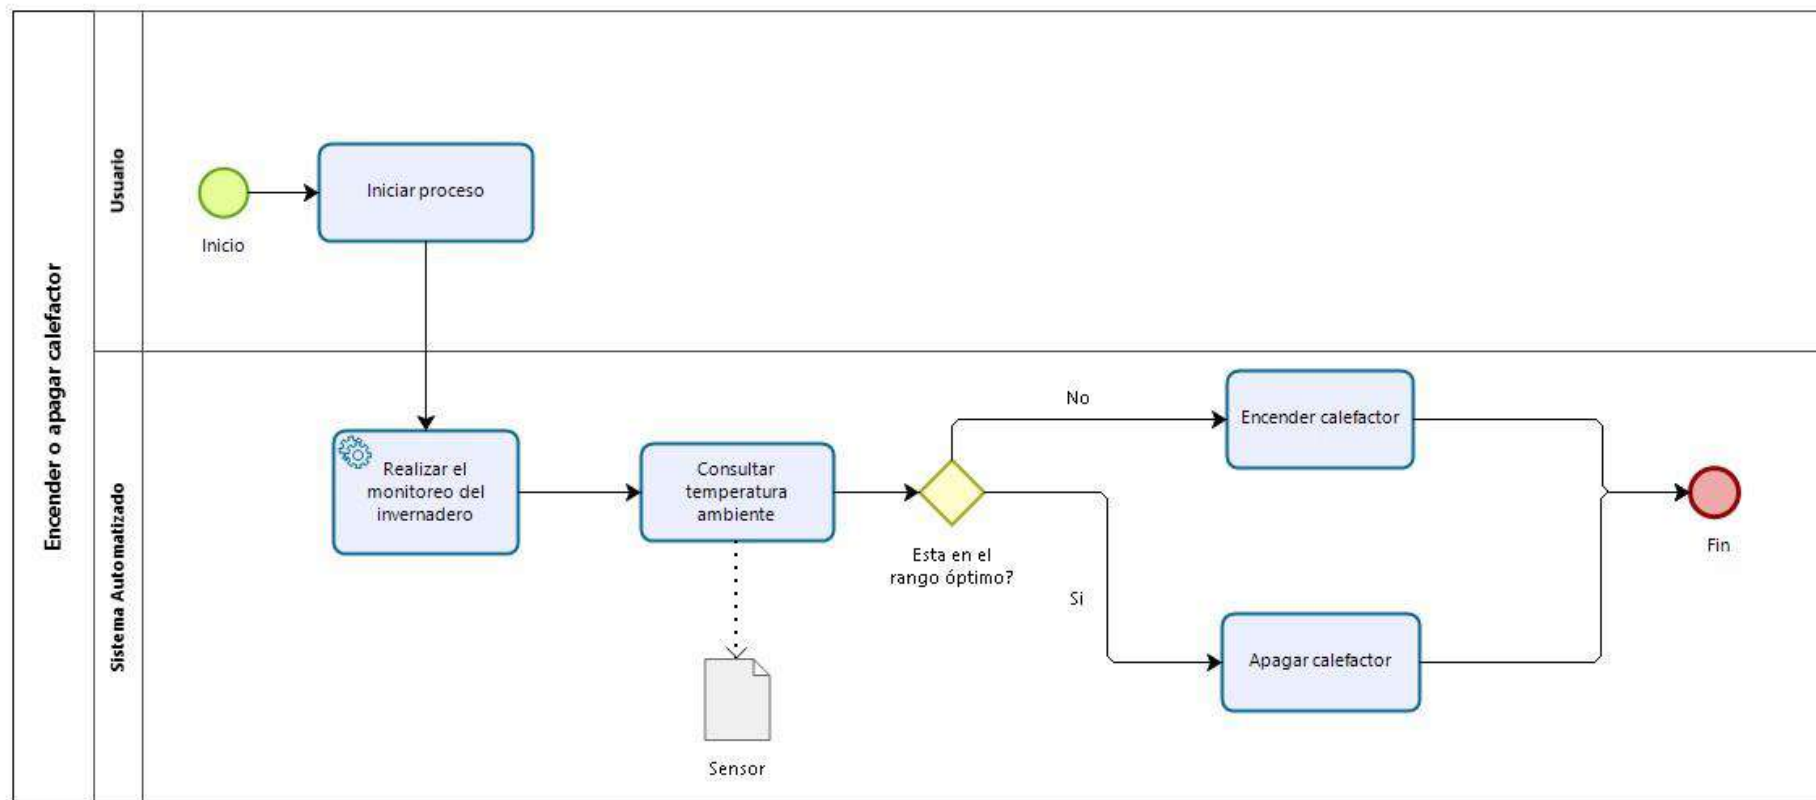 Encender o apagar calefactor
Usuario
Inicio
Iniciar proceso
Sistema Automatizado
Realizar el
monitoreo del
invernadero
Consultar
temperatura
ambiente
Sensor
Esta en el
rango óptimo?
No
Encender calefactor
Si
Apagar calefactor
Fin